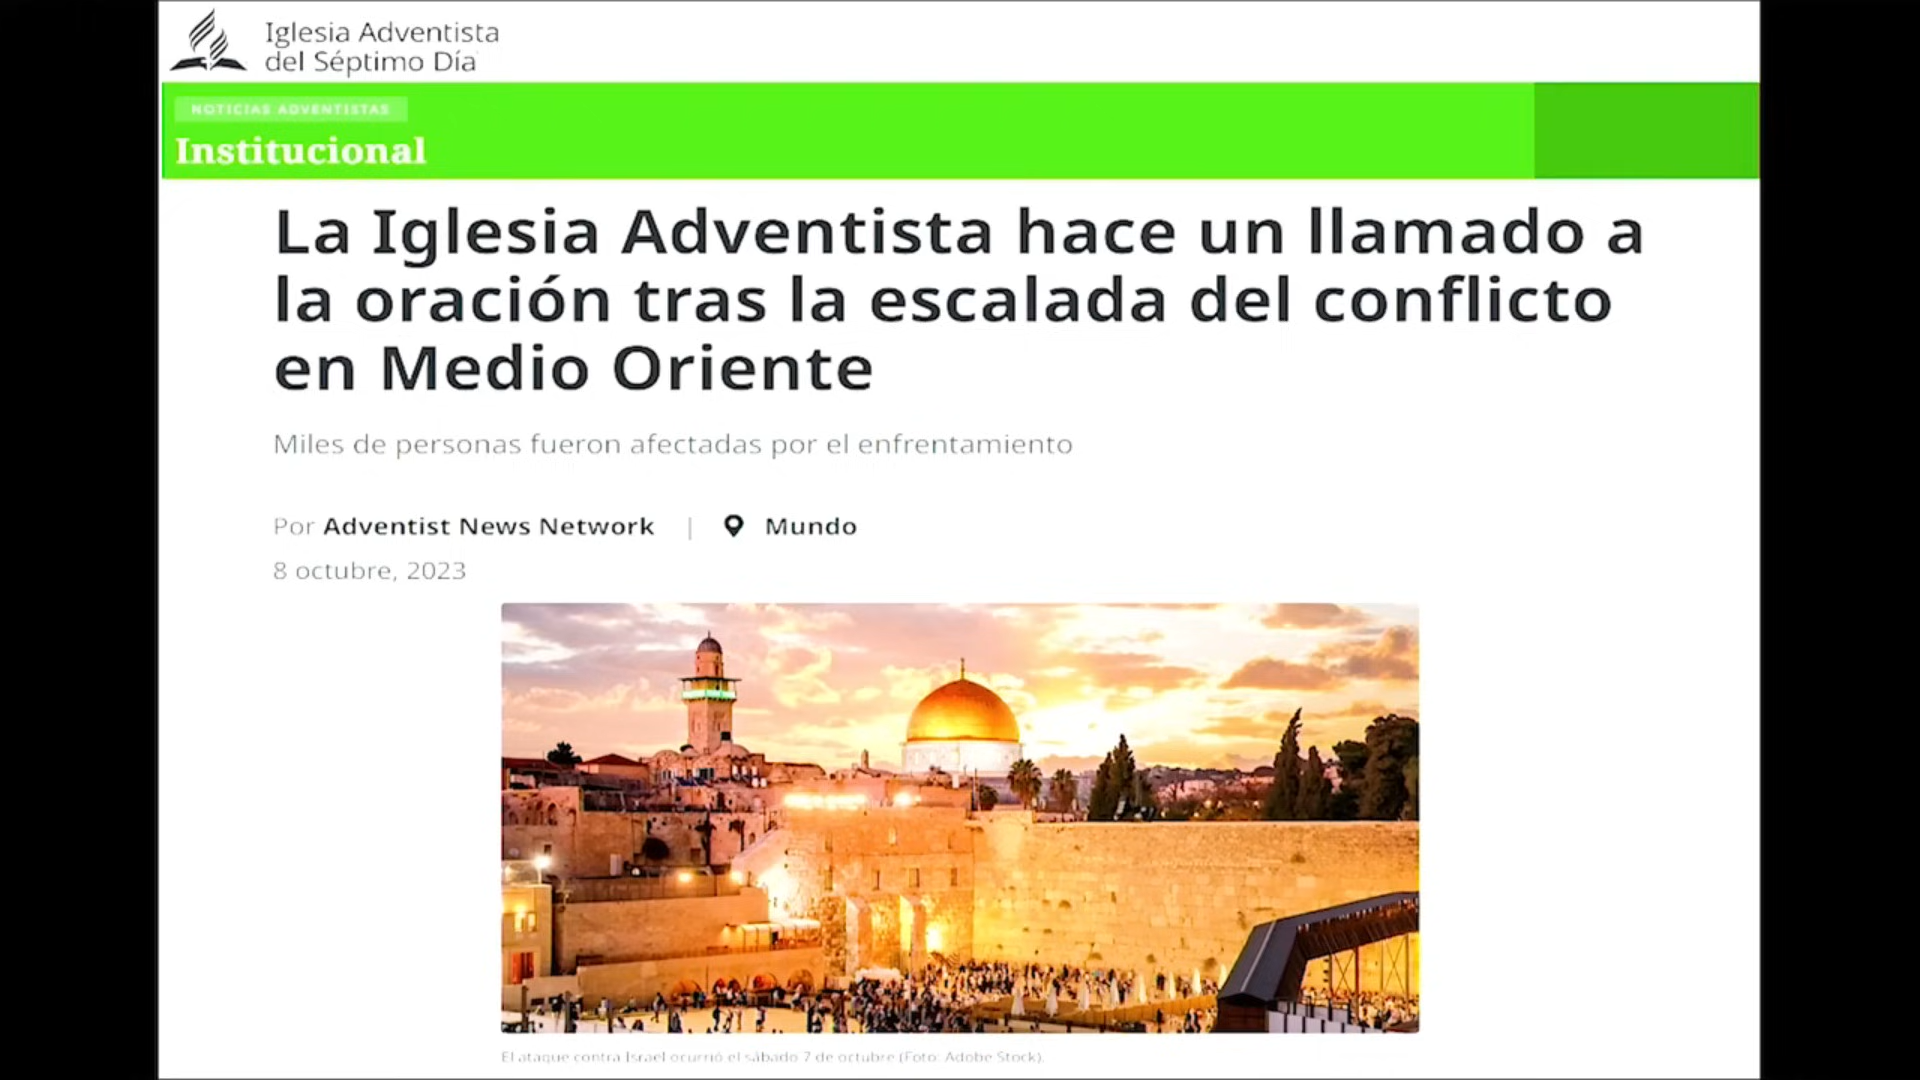 Iglesia Adventista
del Séptimo Día
NOTICIAS ADVENTISTAS
Institucional
La Iglesia Adventista hace un llamado a
la oración tras la escalada del conflicto
en Medio Oriente
Miles de personas fueron afectadas por el enfrentamiento
Por Adventist News Network | Mundo
8 octubre, 2023
El ataque contra Israel ocurrió el sábado 7 de octubre (Foto: Adobe Stock).